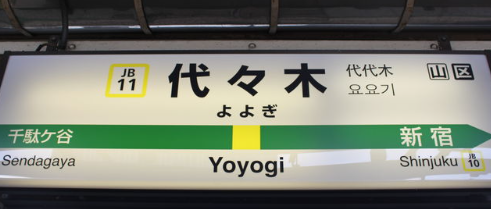 JB
11
代々木
代代木
요요기
山 区
よよぎ
千駄ケ谷
新宿
Sendagaya
Yoyogi
Shinjuku
JB
10